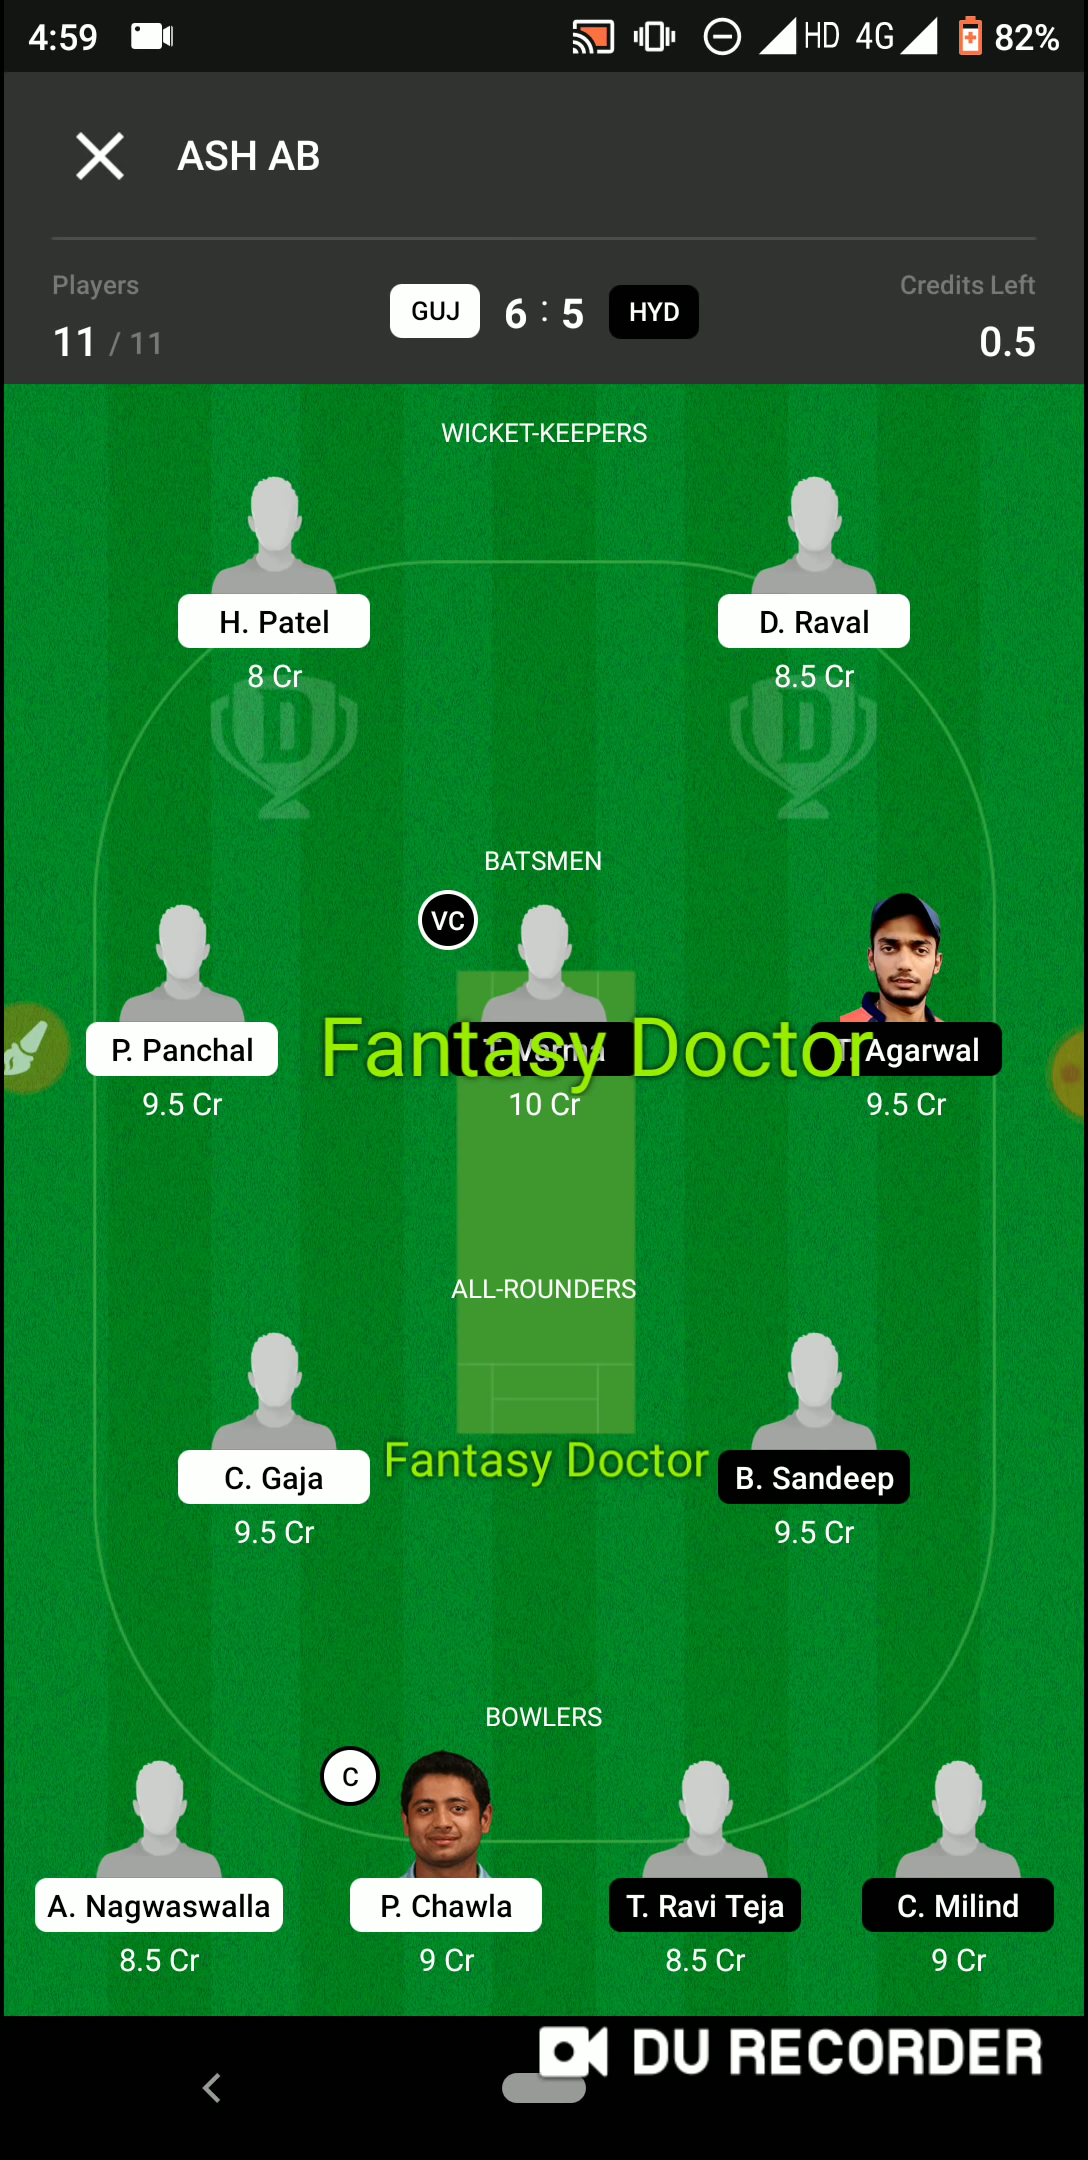 4:59 HD 4G 82%
ASH AB
Players Credits Left
11 / 11 GUJ 6 : 5 HYD 0.5
WICKET-KEEPERS
H. Patel D. Raval
8 Cr 8.5 Cr
D D
BATSMEN
VC
P. Panchal T. Varma T. Agarwal
Fantasy Doctor
9.5 Cr 10 Cr 9.5 Cr
ALL-ROUNDERS
Fantasy Doctor
C. Gaja B. Sandeep
9.5 Cr 9.5 Cr
BOWLERS
C
A. Nagwaswalla P. Chawla T. Ravi Teja C. Milind
8.5 Cr 9 Cr 8.5 Cr 9 Cr
DU RECORDER